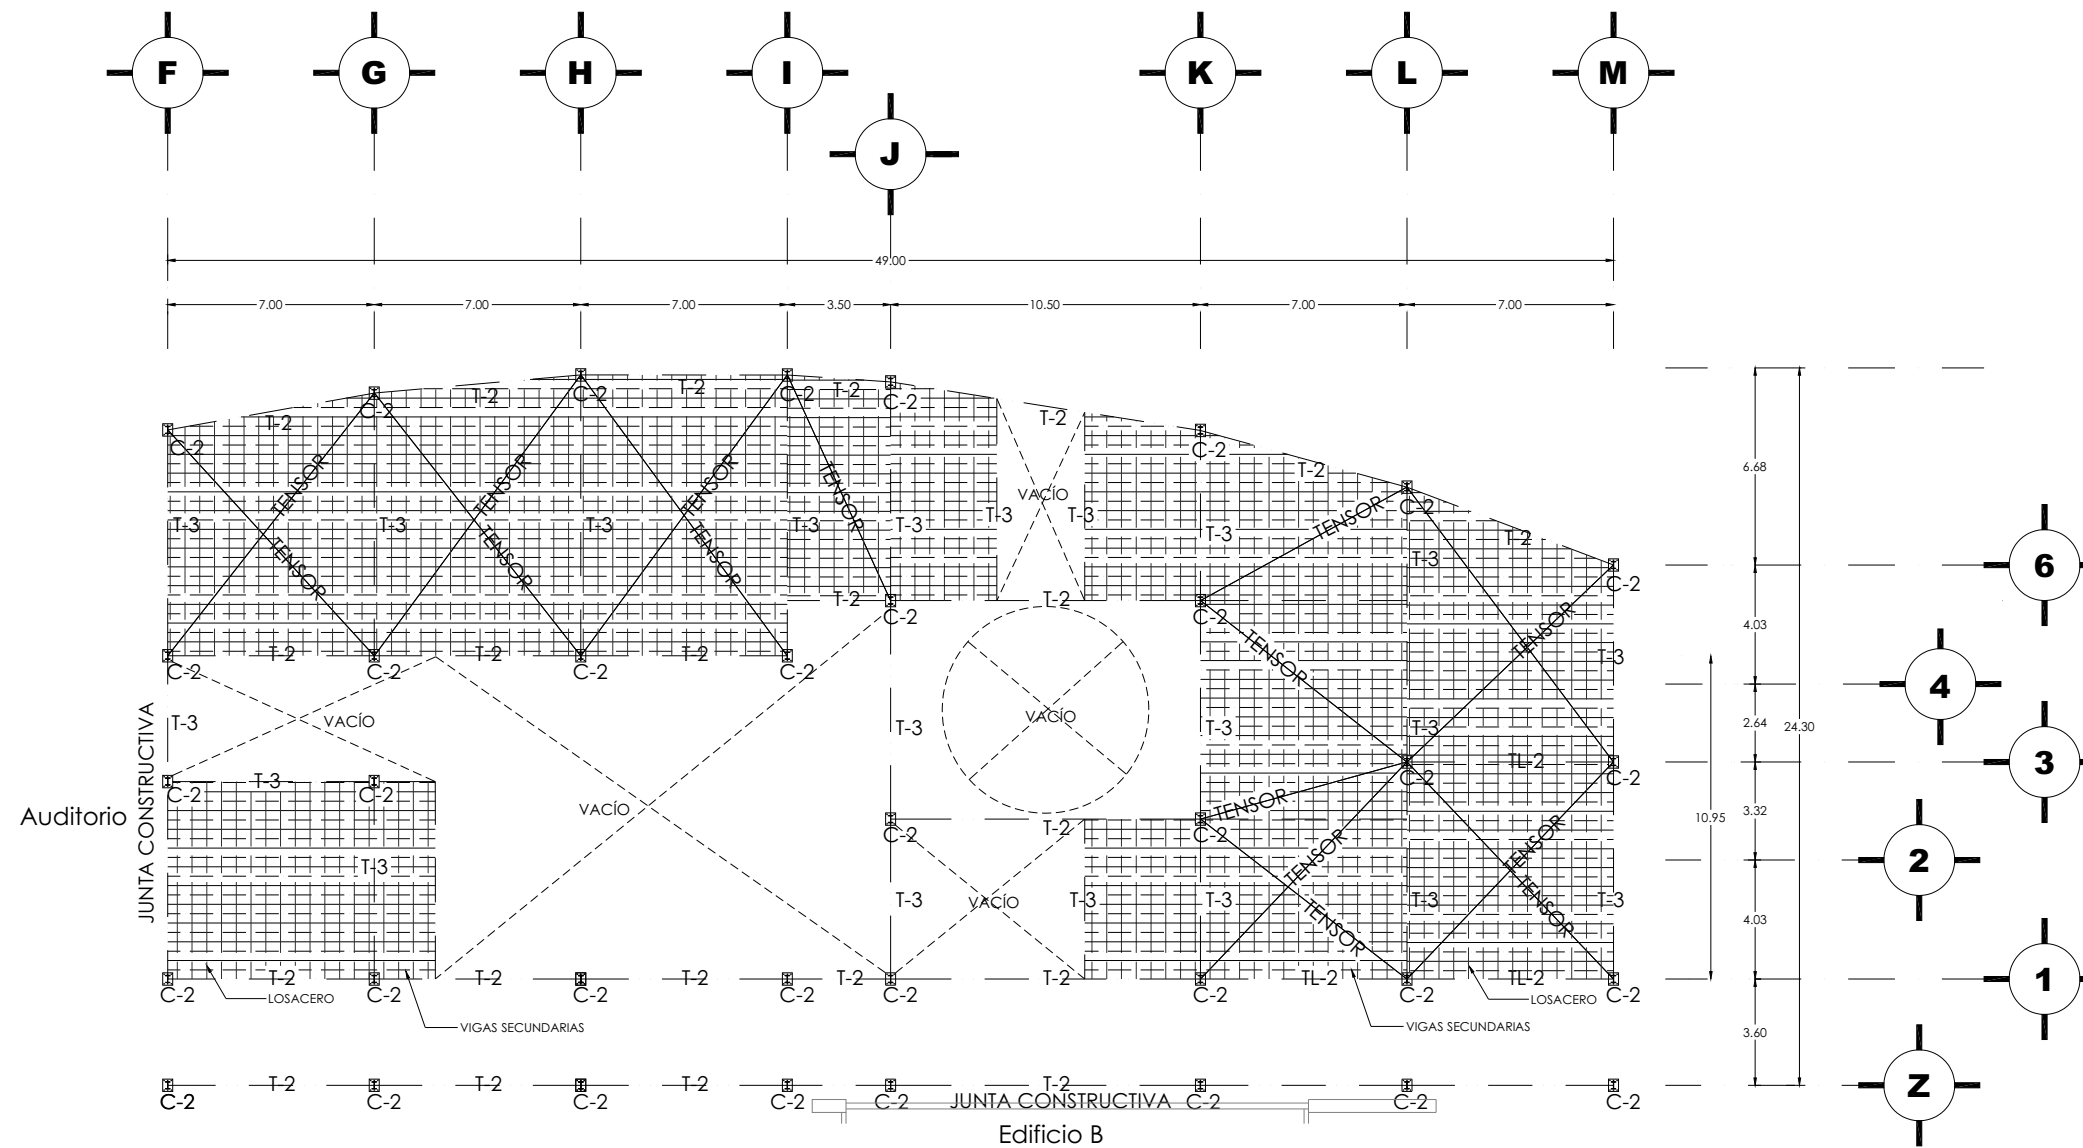 F G H I K L M
J
49.00
7.00 7.00 7.00 3.50 10.50 7.00 7.00
T-2 T-2 T-2 T-2
C-2 C-2 C-2 C-2 C-2
T-2
C-2
T-2
C-2
T-2
C-2
6.68
TENSOR TENSOR TENSOR TENSOR
VACÍO
TENSOR
T-3 T-3 T-3 T-3 T-3 T-3 T-3 T-3
T-3
T-2
6
TENSOR TENSOR TENSOR
C-2
T-2 T-2
C-2 C-2
4.03
TENSOR
TENSOR
T-2 T-2 T-2
C-2 C-2 C-2 C-2
T-3
4
T-3
VACÍO
VACÍO
T-3 T-3 T-3
2.64
24.30
JUNTA CONSTRUCTIVA
T-3
C-2 C-2
TL-2
C-2 C-2
3
Auditorio
VACÍO
TENSOR
10.95
3.32
T-2
C-2 C-2
T-3
TENSOR
TENSOR
2
T-3
VACÍO
T-3 T-3 T-3 T-3
TENSOR
TENSOR
4.03
T-2 T-2 T-2 T-2 T-2 TL-2 TL-2
C-2 C-2 C-2 C-2 C-2 C-2 C-2 C-2
1
LOSACERO
LOSACERO
VIGAS SECUNDARIAS
VIGAS SECUNDARIAS
3.60
T-2 T-2 T-2 T-2
Z
C-2 C-2 C-2 C-2 C-2 JUNTA CONSTRUCTIVA C-2 C-2 C-2
Edificio B